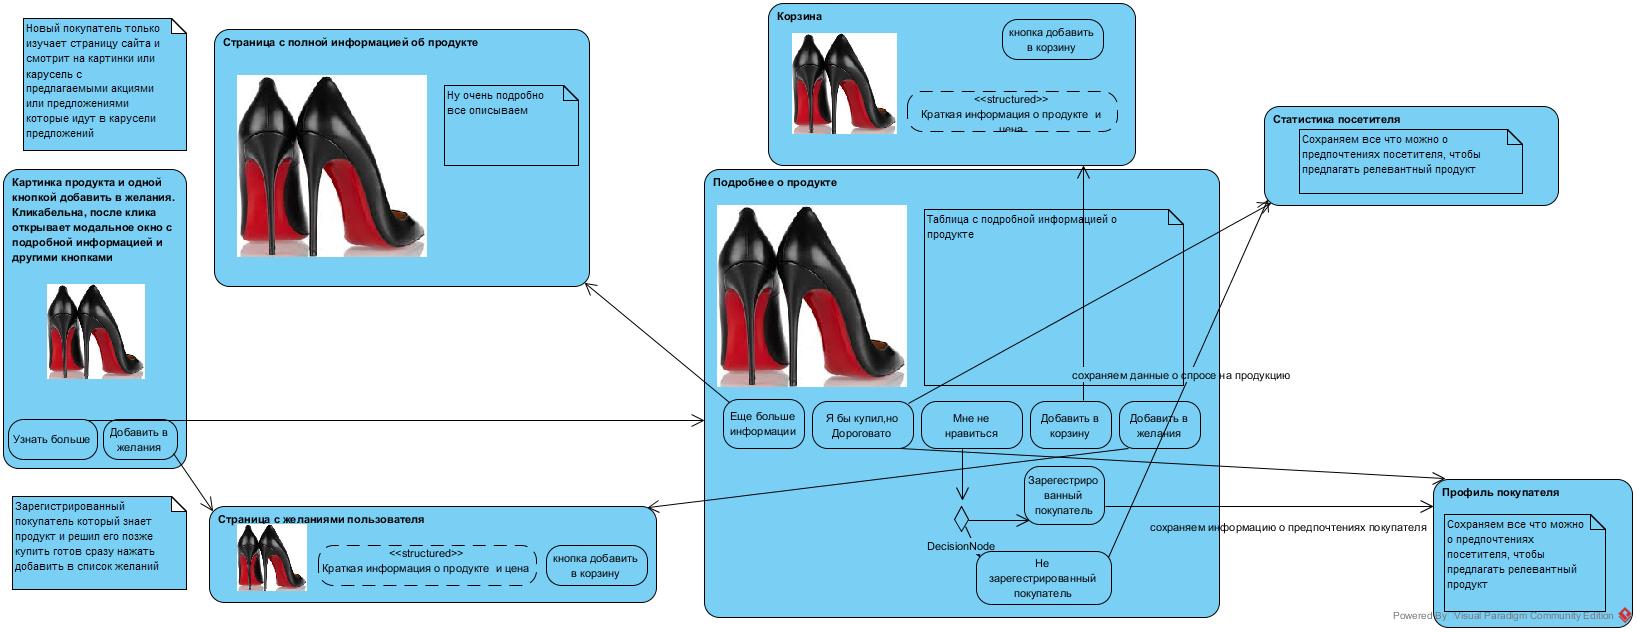 Новый покупатель только
изучает страницу сайта и
смотрит на картинки или
карусель с
предлагаемыми акциями
или предложениями
которые идут в карусели
предложений
Картинка продукта и одной
кнопкой добавить в желания.
Кликабельна, после клика
открывает модальное окно с
подробной информацией и
другими кнопками
Узнать больше
Добавить в
желания
Зарегистрированный
покупатель который знает
продукт и решил его позже
купить готов сразу нажать
добавить в список желаний
Страница с полной информацией об продукте
Ну очень подробно
все описываем
Страница с желаниями пользователя
<<structured>>
Краткая информация о продукте и цена
кнопка добавить
в корзину
Корзина
кнопка добавить
в корзину
<<structured>>
Краткая информация о продукте и
цена
Подробнее о продукте
Таблица с подробной информацией о
продукте
сохраняем данные о спросе на продукцию
Еще больше
информации
Я бы купил,но
Дороговато
Мне не
нравиться
Добавить в
корзину
Добавить в
желания
Зарегестриро
ванный
покупатель
DecisionNode
Не
зарегестрированный
покупатель
сохраняем информацию о предпочтениях покупателя
Статистика посетителя
Сохраняем все что можно о
предпочтениях посетителя, чтобы
предлагать релевантный продукт
Профиль покупателя
Сохраняем все что можно
о предпочтениях
посетителя, чтобы
предлагать релевантный
продукт
Powered By Visual Paradigm Community Edition